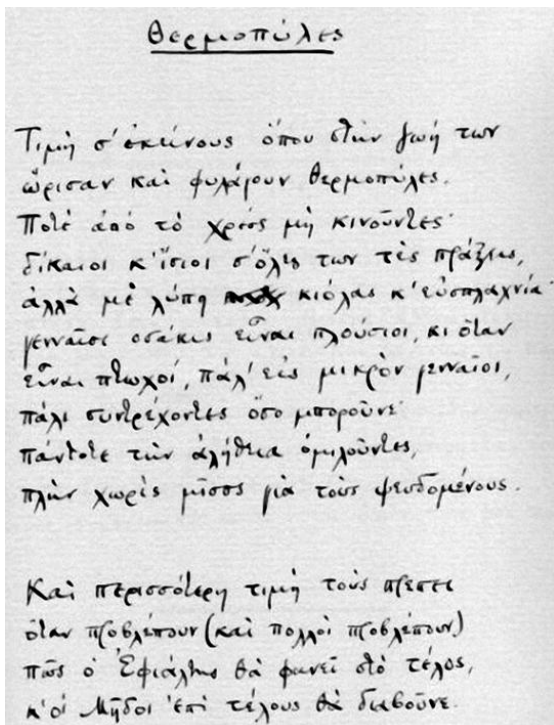 Θερμοπύλες
Τιμὴ σ' ἐκείνους ὅπου στὴν ζωή των
ὥρισαν καὶ φυλάγουν Θερμοπύλες.
Ποτὲ ἀπὸ τὸ χρέος μὴ κινοῦντες·
δίκαιοι κ' ἴσιοι σ' ὅλες των τὲς πράξεις,
ἀλλὰ μὲ λύπη κιόλας κ' εὐσπλαχνία·
γενναῖοι οσάκις εἶναι πλούσιοι, κι ὅταν
εἶναι πτωχοί, πάλ' εἰς μικρὸν γενναῖοι,
πάλι συντρέχοντες ὅσο μποροῦνε·
πάντοτε τὴν ἀλήθεια ὁμιλοῦντες,
πλὴν χωρὶς μῖσος γιὰ τοὺς ψευδομένους.
Καὶ περισσότερη τιμὴ τοὺς πρέπει
ὅταν προβλέπουν (καὶ πολλοὶ προβλέπουν)
πῶς ὁ Ἐφιάλτης θὰ φανεῖ στὸ τέλος,
κ' οἱ Μῆδοι ἐπὶ τέλους θὰ διαβοῦνε.